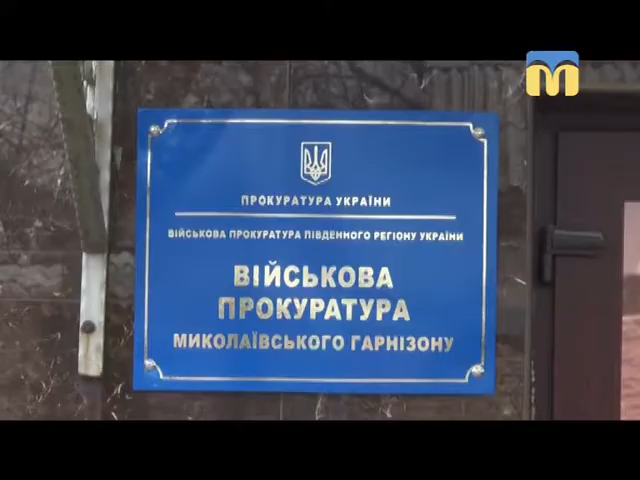 М
ПРОКУРАТУРА УКРАЇНИ
ВІЙСЬКОВА ПРОКУРАТУРА ПІВДЕННОГО РЕГІОНУ УКРАЇНИ
ВІЙСЬКОВА
ПРОКУРАТУРА
МИКОЛАЇВСЬКОГО ГАРНІЗОНУ